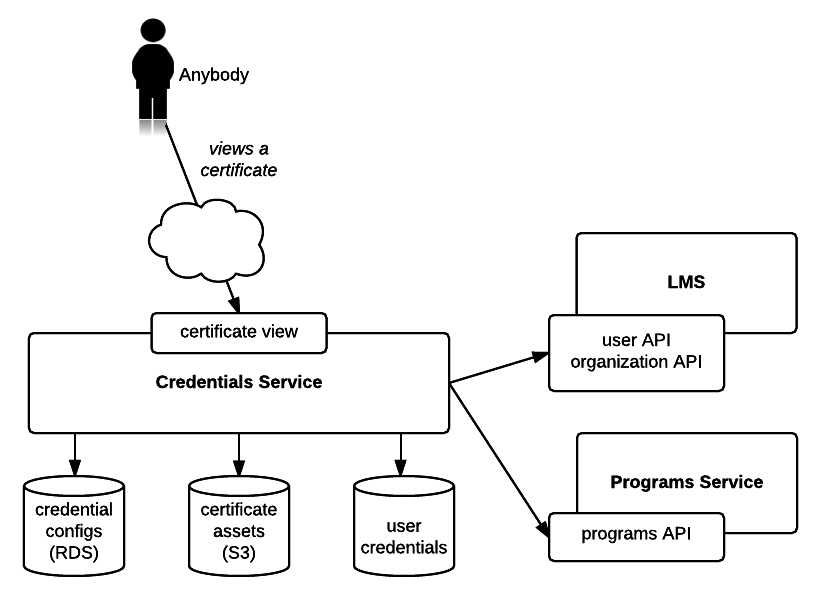 Anybody
views a
certificate
certificate view
Credentials Service
LMS
user API
organization API
Programs Service
programs API
credential
configs
(RDS)
certificate
assets
(S3)
user
credentials